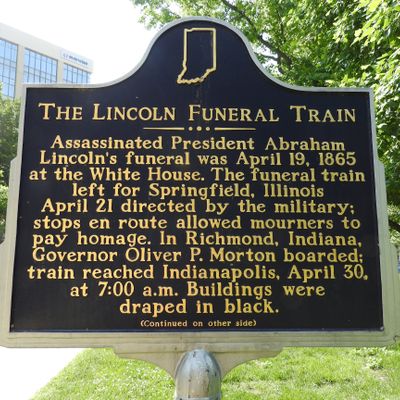 THE LINCOLN FUNERAL TRAIN
Assassinated President Abraham
Lincoln's funeral was April 19, 1865
at the White House. The funeral train
left for Springfield, Illinois
April 21 directed by the military;
stops en route allowed mourners to
pay homage. In Richmond, Indiana,
Governor Oliver P. Morton boarded;
train reached Indianapolis, April 30,
at 7:00 a.m. Buildings were
draped in black.
(Continued on other side)